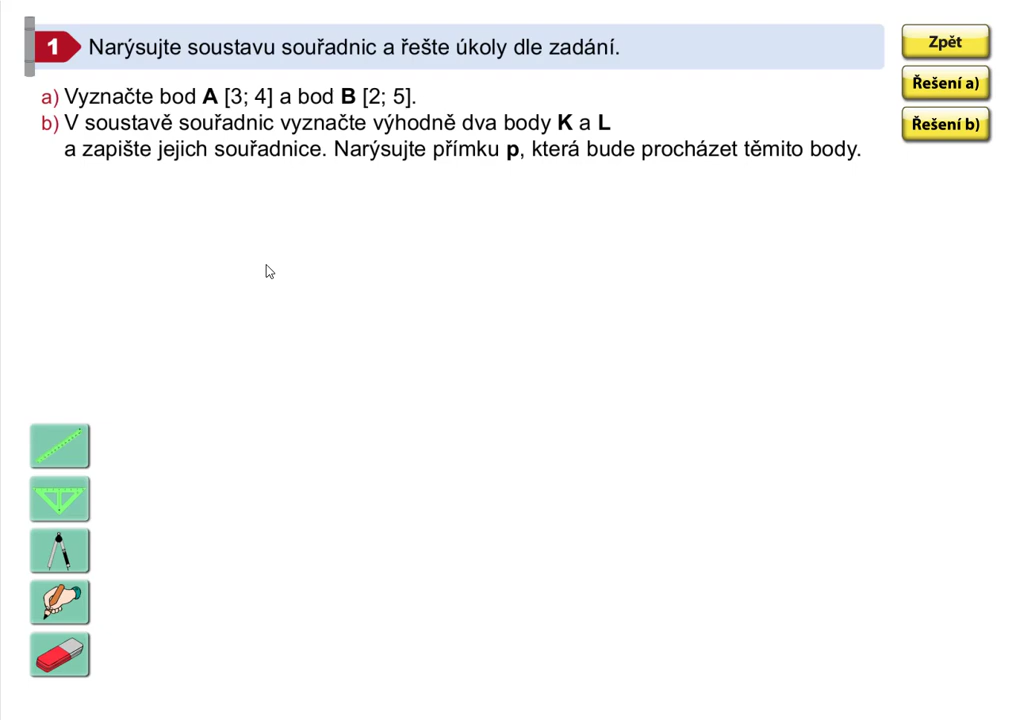 1 Narýsujte soustavu souřadnic a řešte úkoly dle zadání.
a) Vyznačte bod A [3; 4] a bod B [2; 5].
b) V soustavě souřadnic vyznačte výhodně dva body K a L
a zapište jejich souřadnice. Narýsujte přímku p, která bude procházet těmito body.
Zpět
Řešení a)
Řešení b)